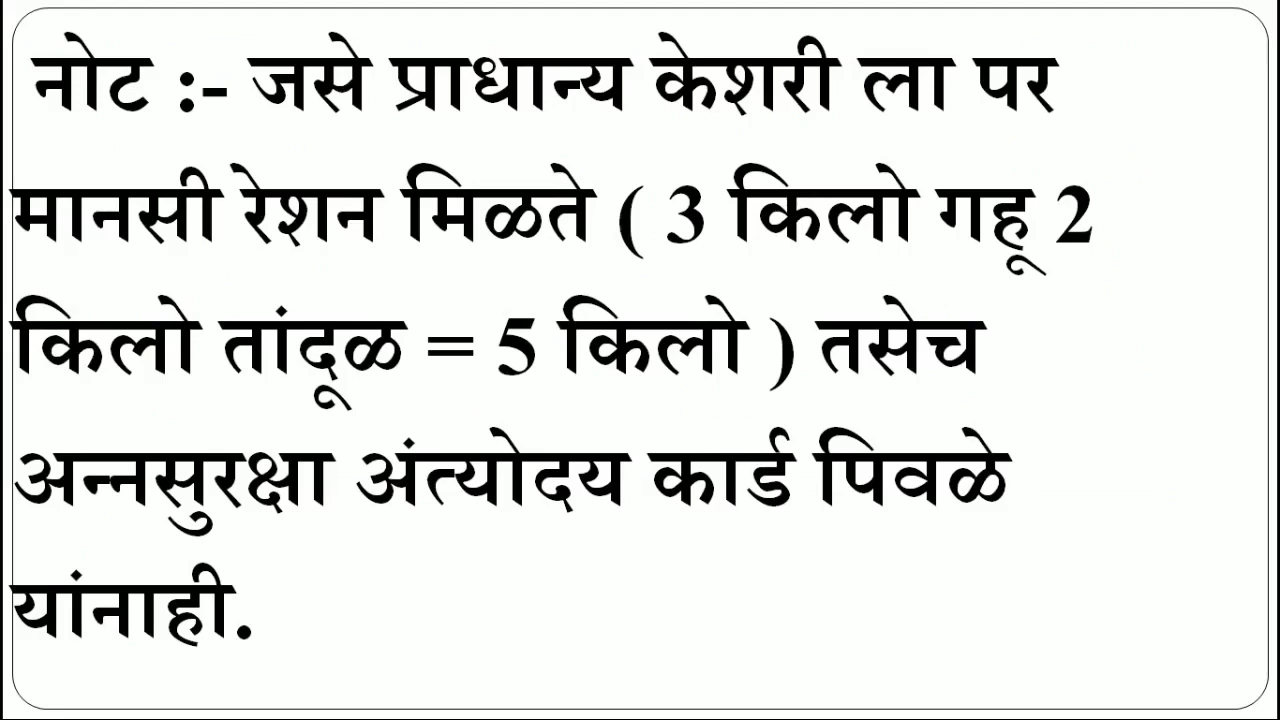 नोट :- जसे प्राधान्य केशरी ला पर
मानसी रेशन मिळते ( 3 किलो गहू 2
किलो तांदूळ = 5 किलो ) तसेच
अन्नसुरक्षा अंत्योदय कार्ड पिवळे
यांनाही.